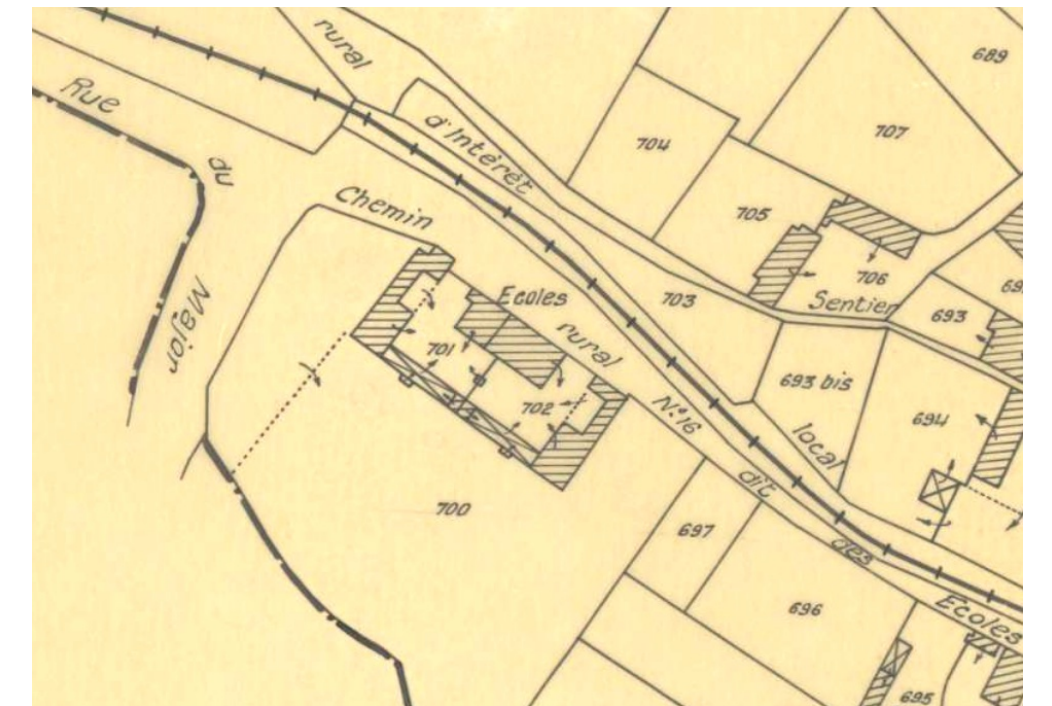 rural
689
Rue
d'Intérêt
707
704
du
Chemin
705
706
Major
Ecoles
703
Sentier
693
701
rural
693 bis
702
No. 16
694
local
dit
700
697
des
696
Ecoles
695